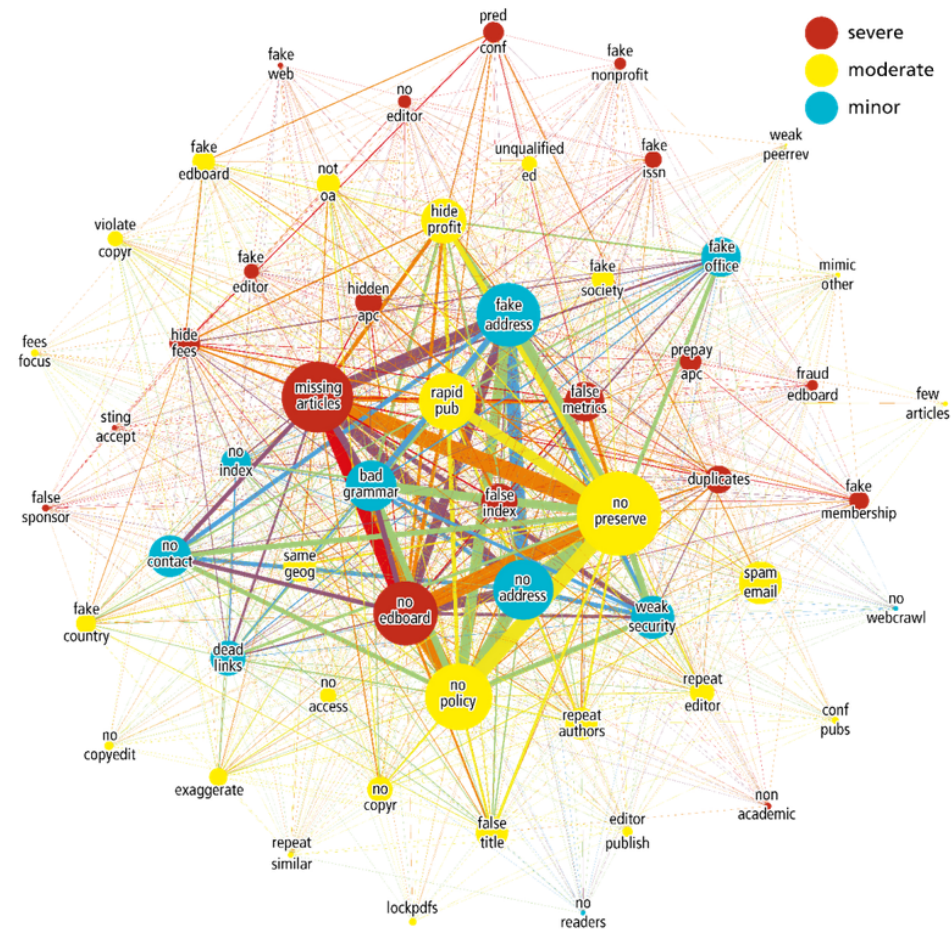 pred
conf
severe
fake
web
fake
nonprofit
moderate
no
editor
minor
fake
edboard
not
oa
unqualified
ed
fake
issn
weak
peerrev
violate
copyr
hide
profit
fake
office
fake
editor
hidden
apc
fake
address
fake
society
mimic
other
fees
focus
hide
fees
prepay
apc
missing
articles
rapid
pub
false
metrics
fraud
edboard
few
articles
sting
accept
no
index
bad
grammar
false
index
no
preserve
duplicates
fake
membership
false
sponsor
no
contact
same
geog
no
address
spam
email
fake
country
no
edboard
weak
security
no
webcrawl
dead
links
no
access
no
policy
repeat
authors
repeat
editor
conf
pubs
no
copyedit
exaggerate
no
copyr
false
title
editor
publish
non
academic
repeat
similar
lockpdfs
no
readers